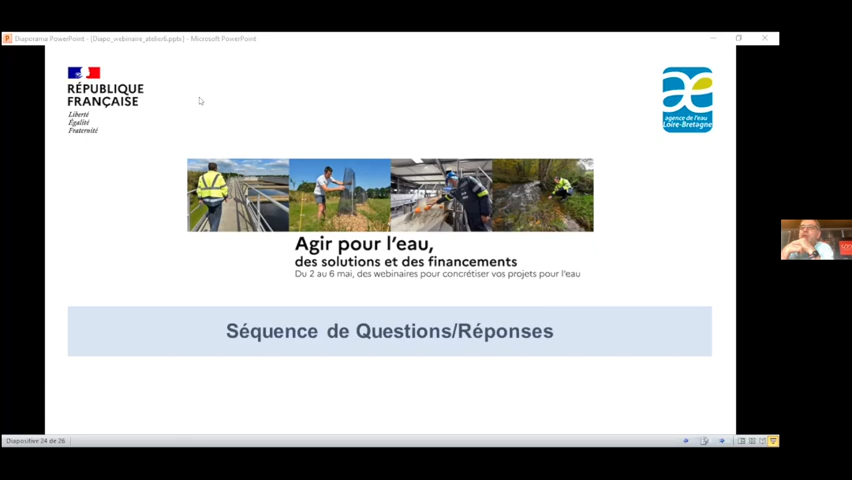 Diaporama PowerPoint - [Diapo_webinaire_atelier6.pptx] - Microsoft PowerPoint
RÉPUBLIQUE
FRANÇAISE
Liberté
Égalité
Fraternité
agence de l'eau
Loire-Bretagne
Agir pour l'eau,
des solutions et des financements
Du 2 au 6 mai, des webinaires pour concrétiser vos projets pour l'eau
Séquence de Questions/Réponses
Diapositive 24 de 26